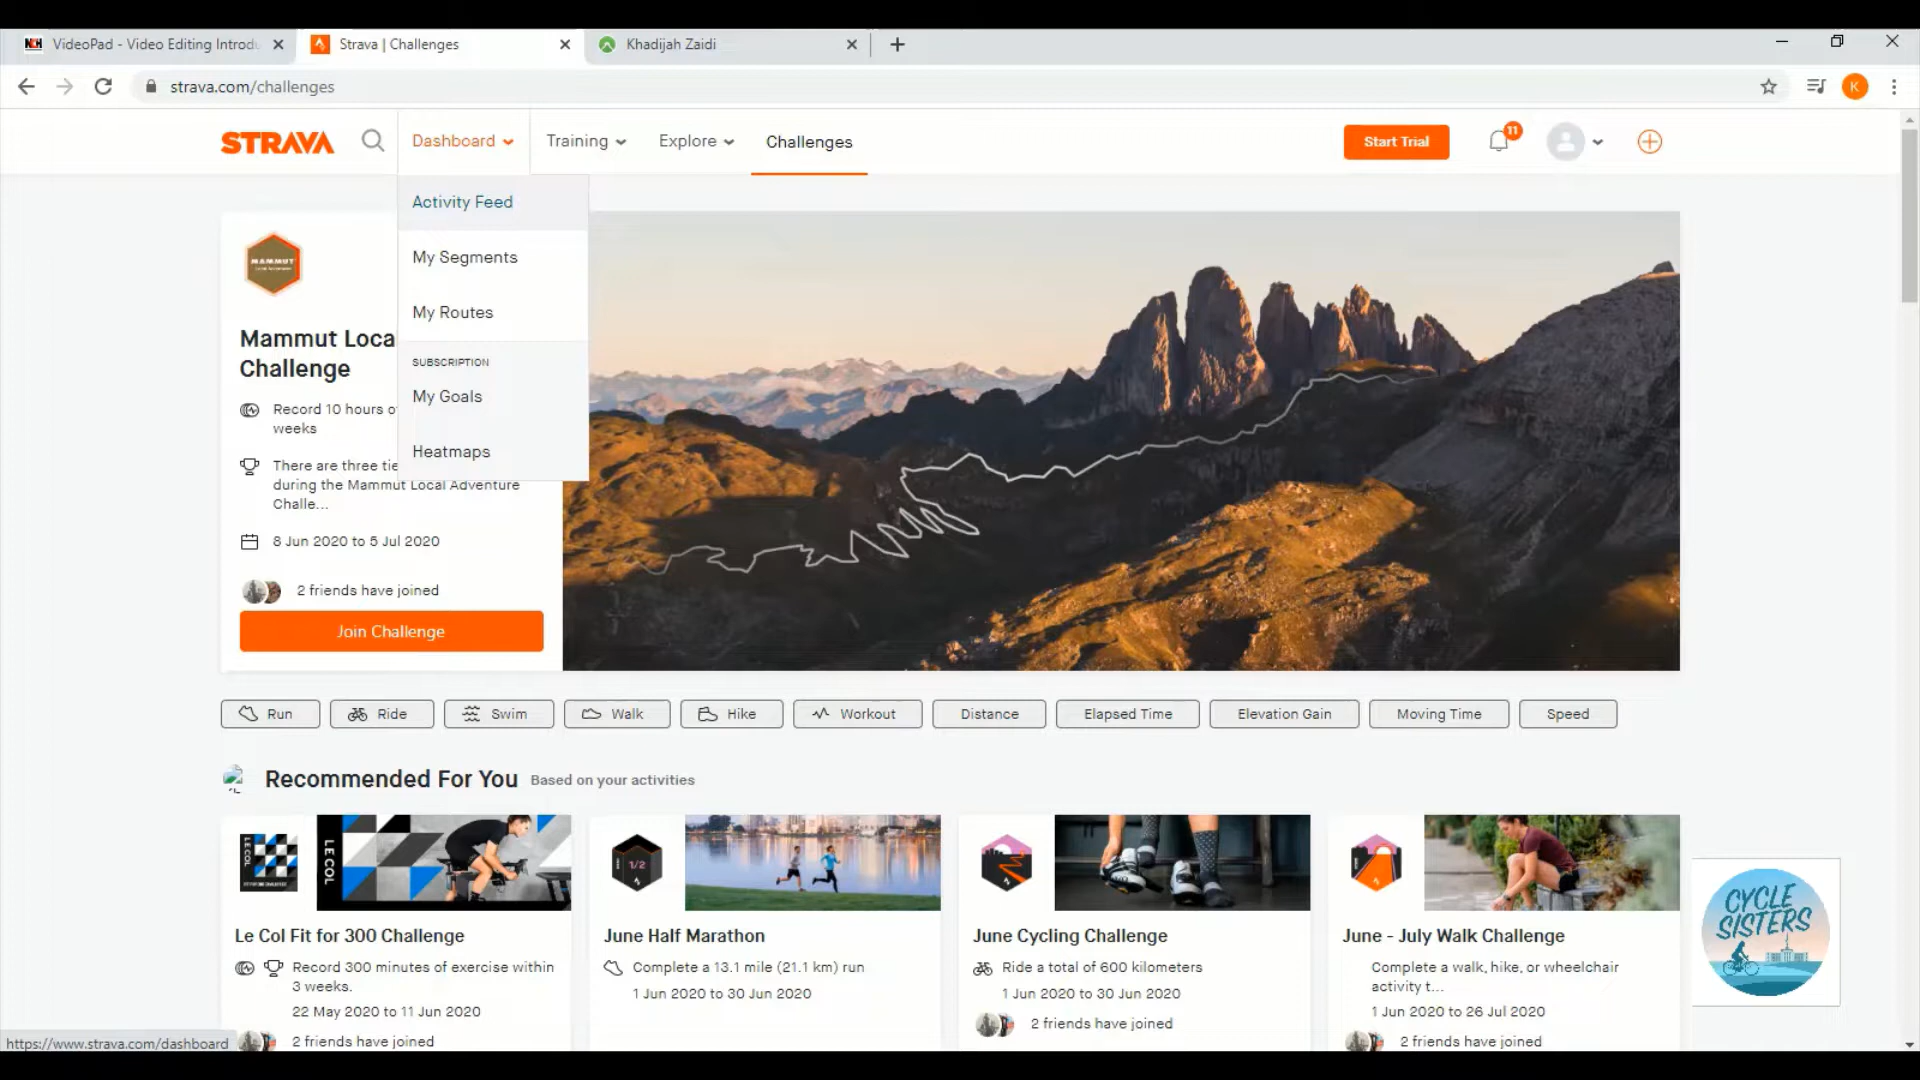 VideoPad - Video Editing Introdu
Strava | Challenges
Khadijah Zaidi
strava.com/challenges
K
STRAVA
Dashboard
Training
Explore
Challenges
Start Trial
11
Activity Feed
My Segments
My Routes
SUBSCRIPTION
My Goals
Heatmaps
MAMMUT
Mammut Loca
Challenge
Record 10 hours o
weeks
There are three tie
during the Mammut Local Adventure
Challe...
8 Jun 2020 to 5 Jul 2020
2 friends have joined
Join Challenge
Run
Ride
Swim
Walk
Hike
Workout
Distance
Elapsed Time
Elevation Gain
Moving Time
Speed
Recommended For You
Based on your activities
LE COL
LE COL
1/2
Le Col Fit for 300 Challenge
Record 300 minutes of exercise within
3 weeks.
22 May 2020 to 11 Jun 2020
2 friends have joined
June Half Marathon
Complete a 13.1 mile (21.1 km) run
1 Jun 2020 to 30 Jun 2020
June Cycling Challenge
Ride a total of 600 kilometers
1 Jun 2020 to 30 Jun 2020
2 friends have joined
June - July Walk Challenge
Complete a walk, hike, or wheelchair
activity t...
1 Jun 2020 to 26 Jul 2020
2 friends have joined
CYCLE
SISTERS
https://www.strava.com/dashboard